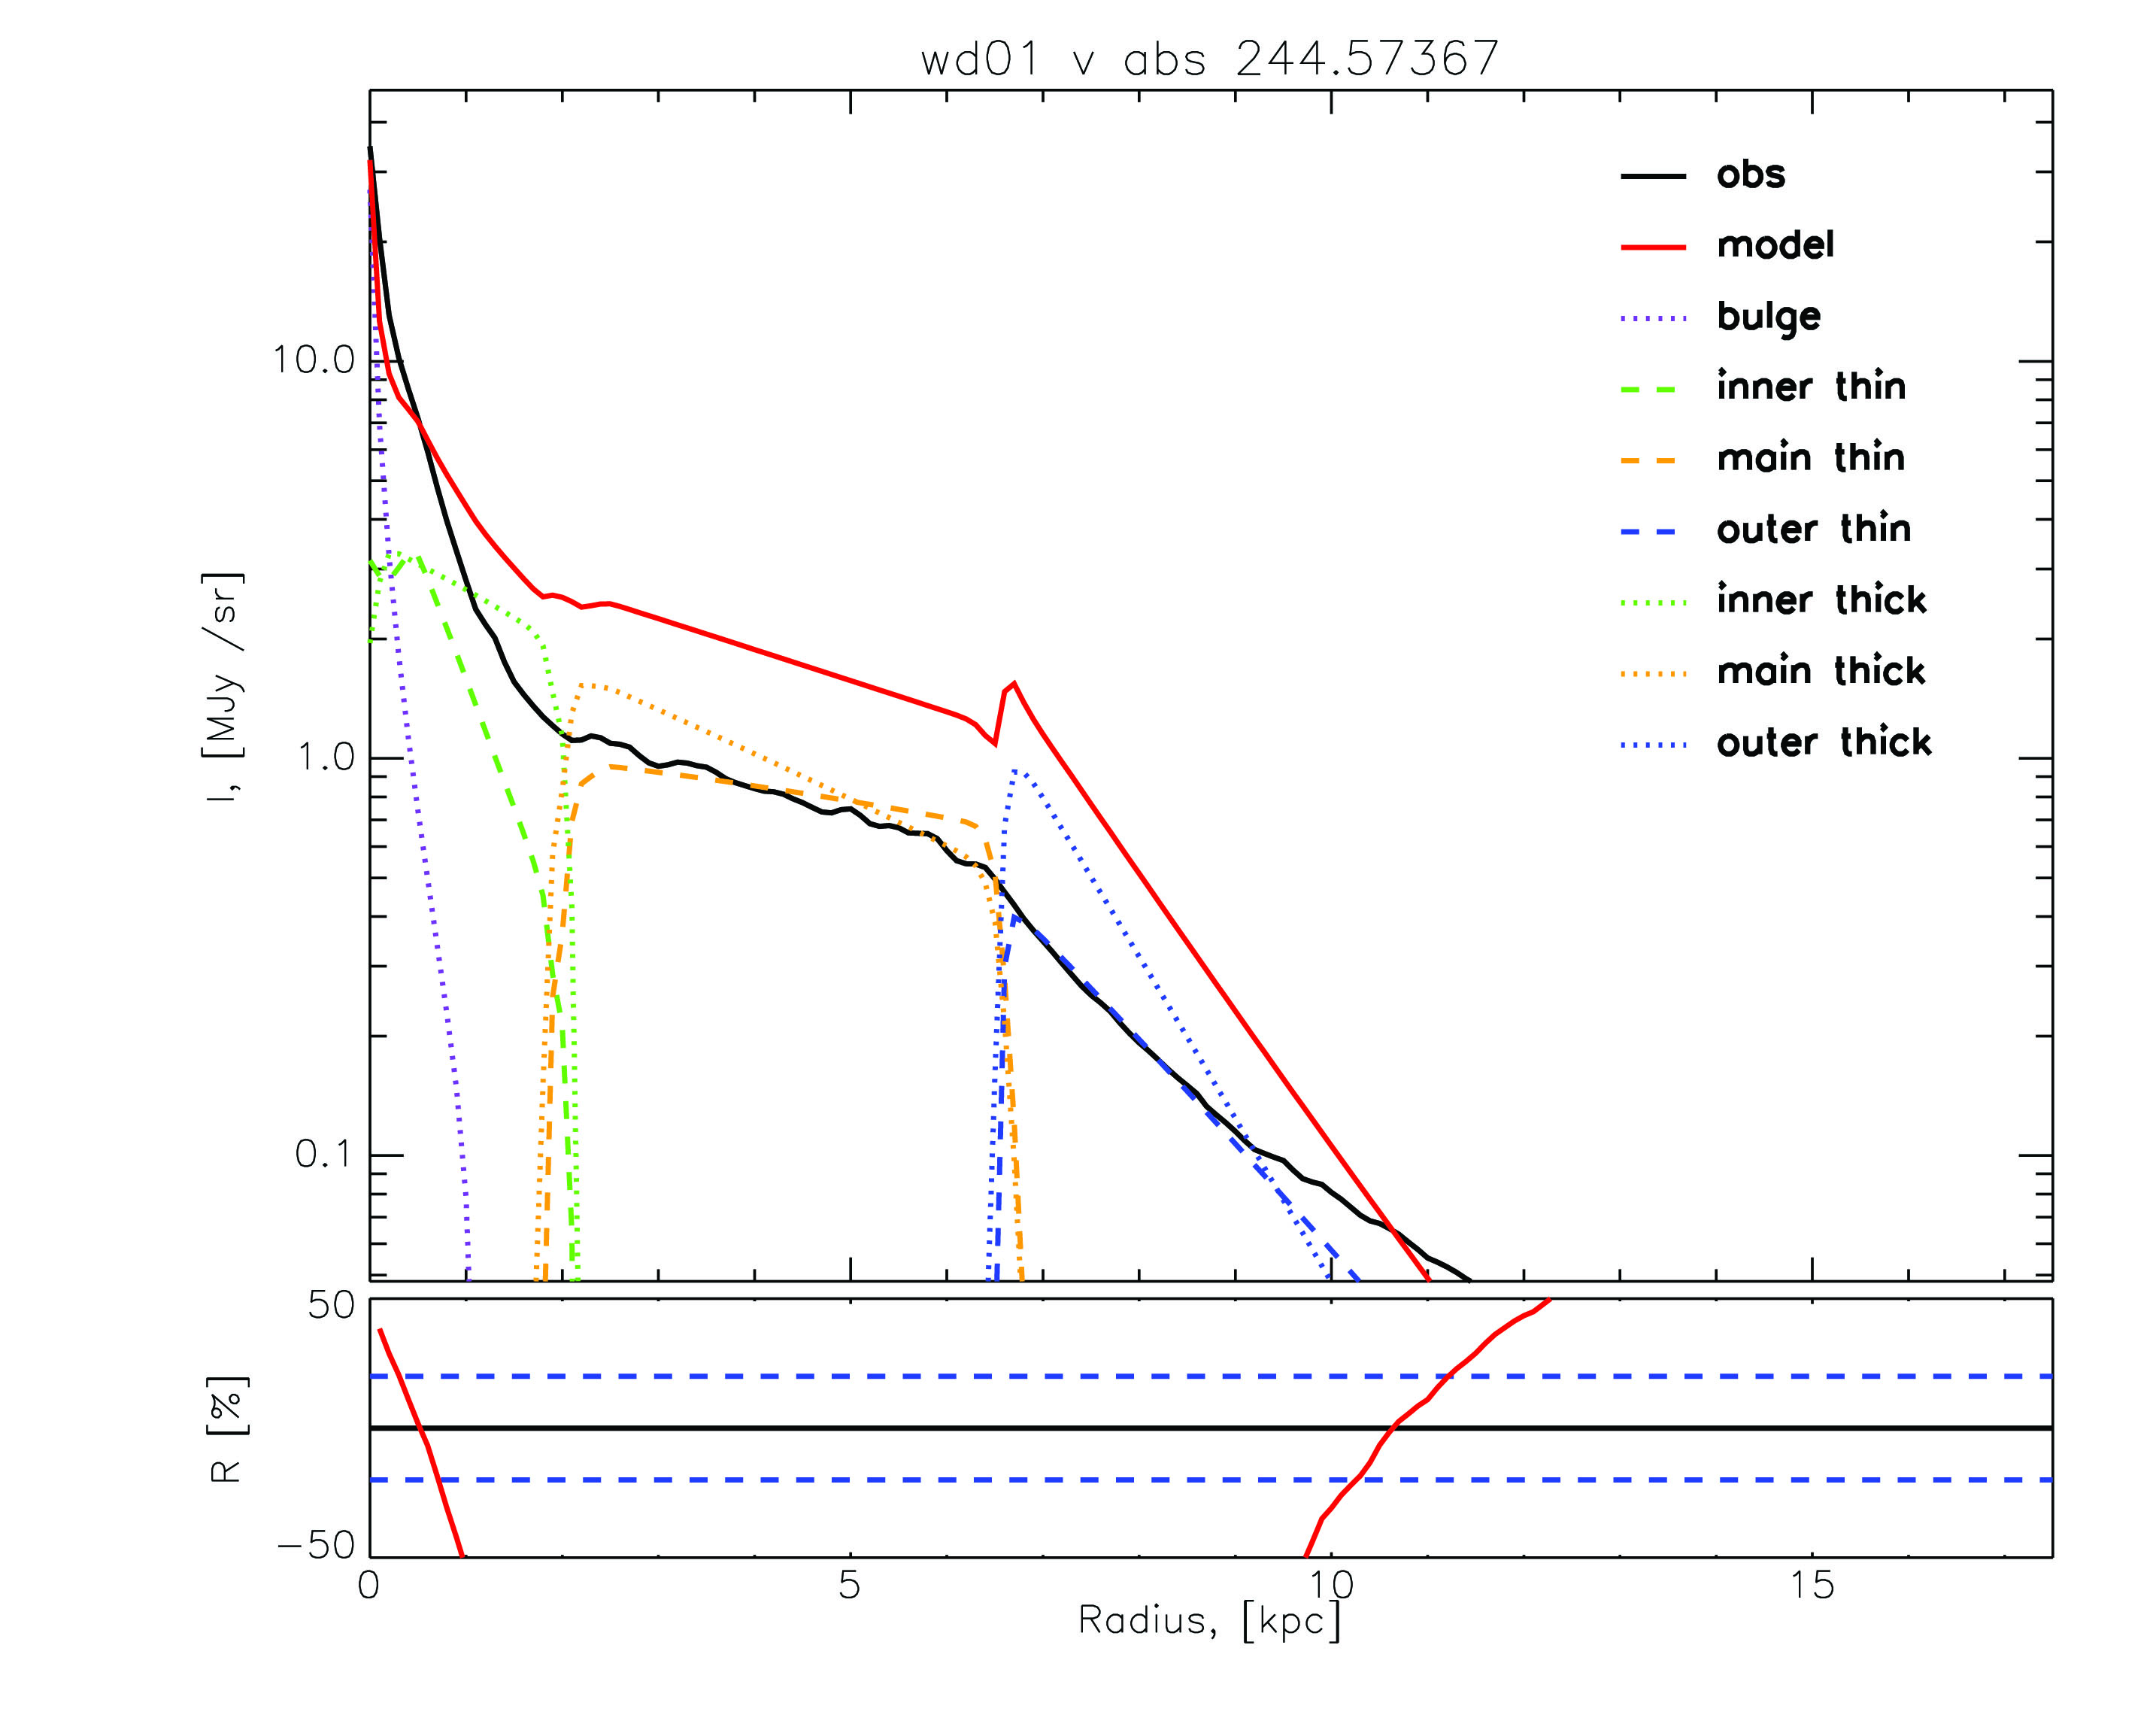 wd01 v abs 244.57367
obs
model
bulge
inner thin
main thin
outer thin
inner thick
main thick
outer thick
I, [MJy /sr]
10.0
1.0
0.1
R [%]
50
-50
0 5 10 15
Radius, [kpc]